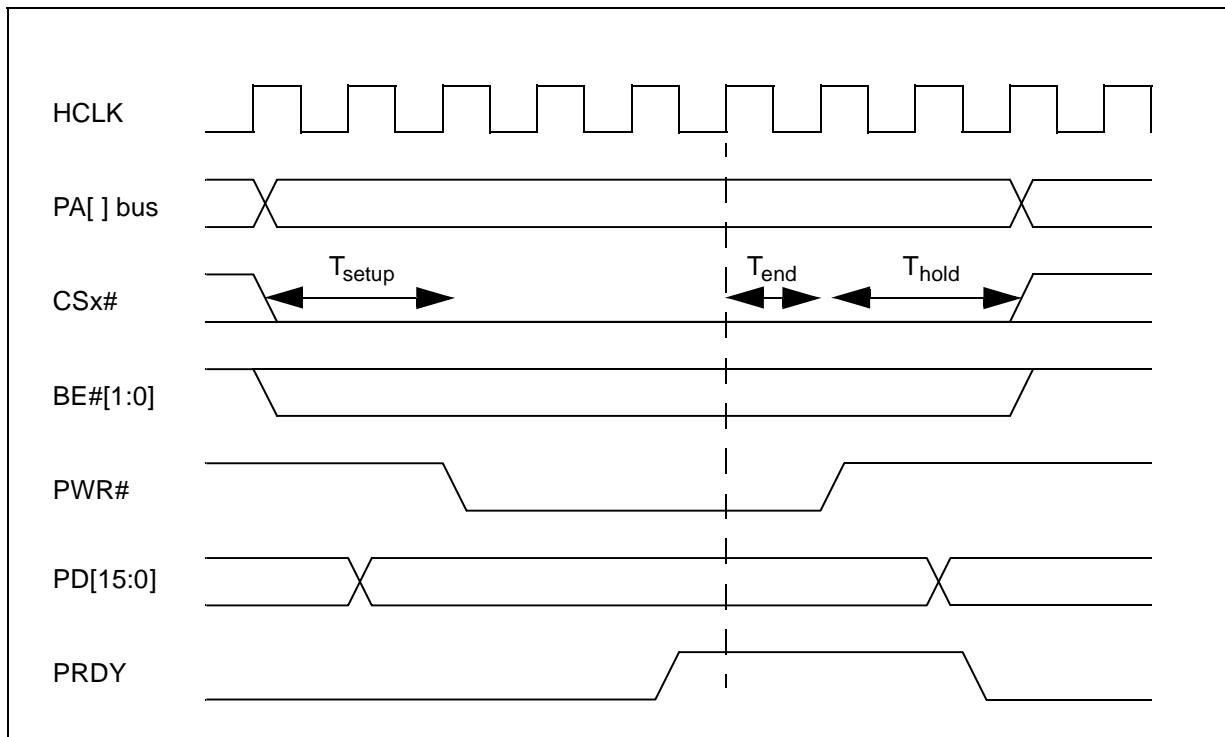 HCLK
PA[ ] bus
CSx#
Tsetup
Tend
Thold
BE#[1:0]
PWR#
PD[15:0]
PRDY